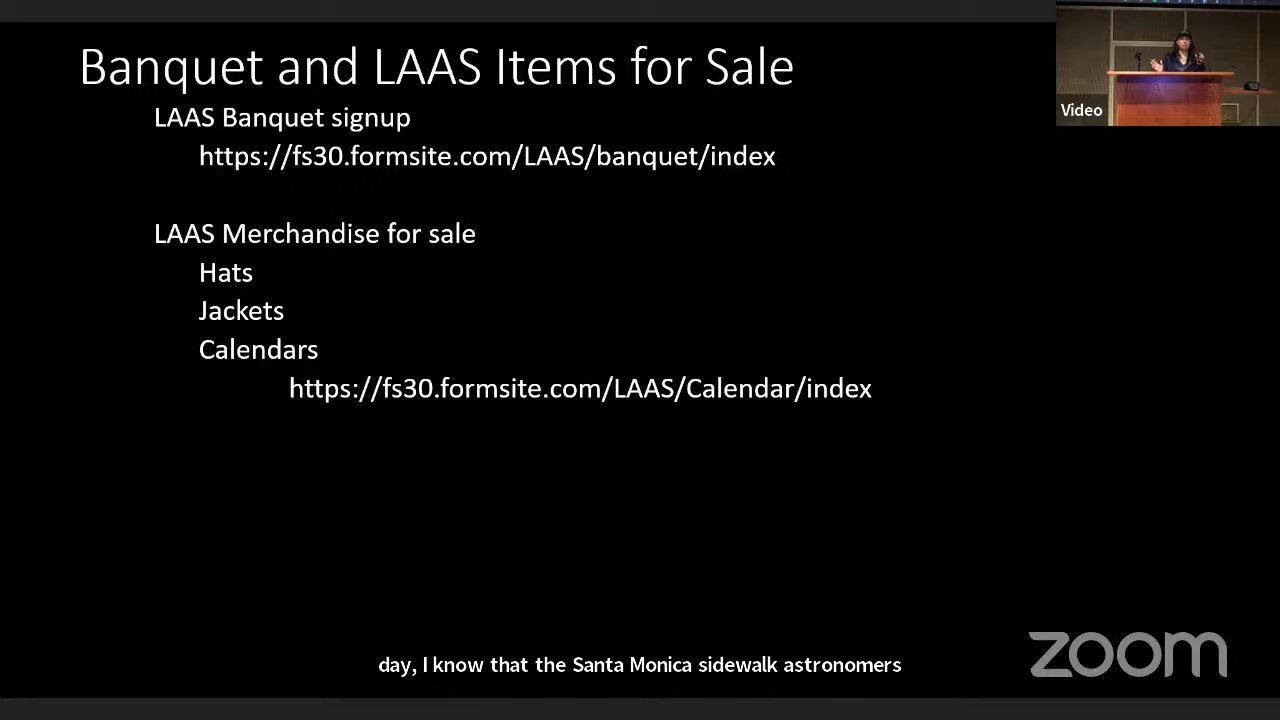 Banquet and LAAS Items for Sale
LAAS Banquet signup
https://fs30.formsite.com/LAAS/banquet/index
LAAS Merchandise for sale
Hats
Jackets
Calendars
https://fs30.formsite.com/LAAS/Calendar/index
Video
day, I know that the Santa Monica sidewalk astronomers
zoom